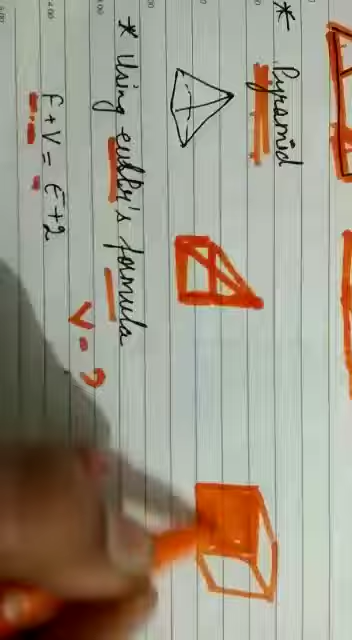 * Pyramid
* Using euler's formula
F + V = E + 2
V = ?